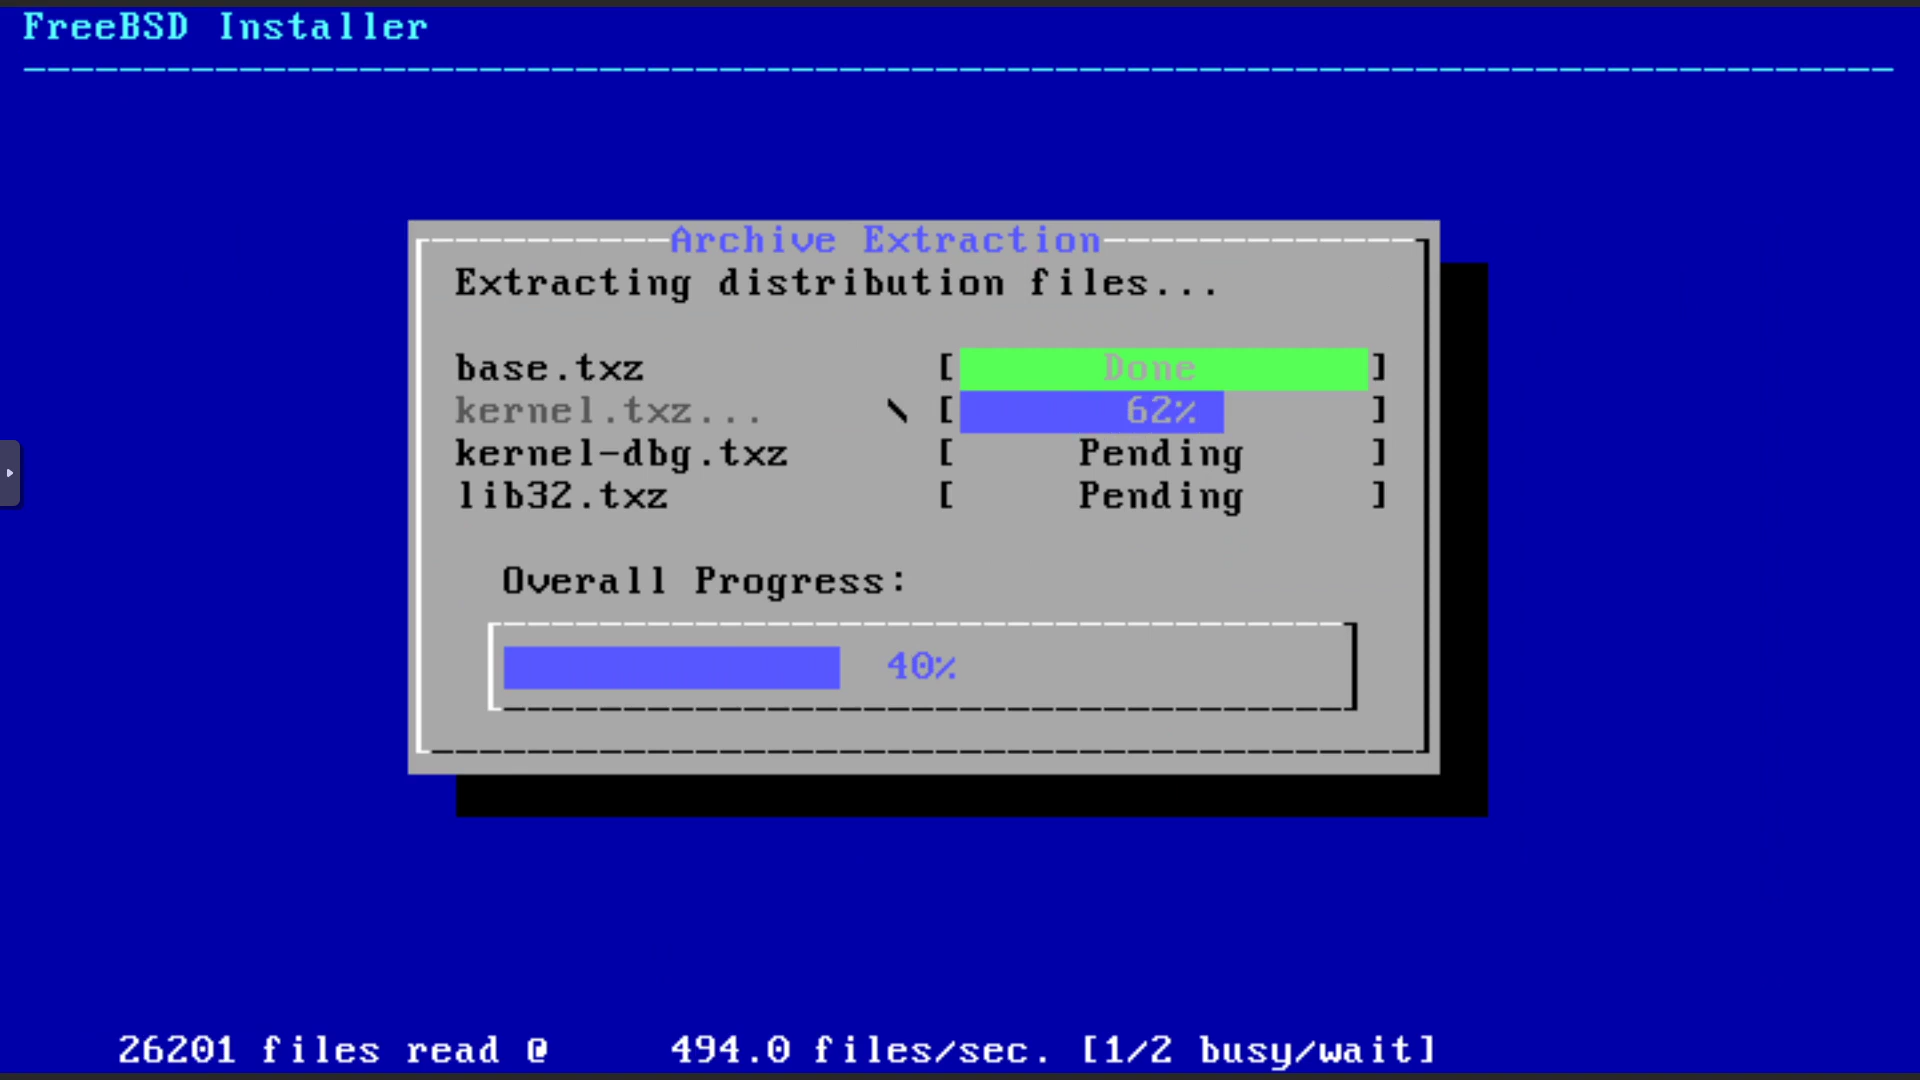 FreeBSD Installer
Archive Extraction
Extracting distribution files...
base.txz [ Done ]
kernel.txz... \ [ 62% ]
kernel-dbg.txz [ Pending ]
lib32.txz [ Pending ]
Overall Progress:
40%
26201 files read @ 494.0 files/sec. [1/2 busy/wait]